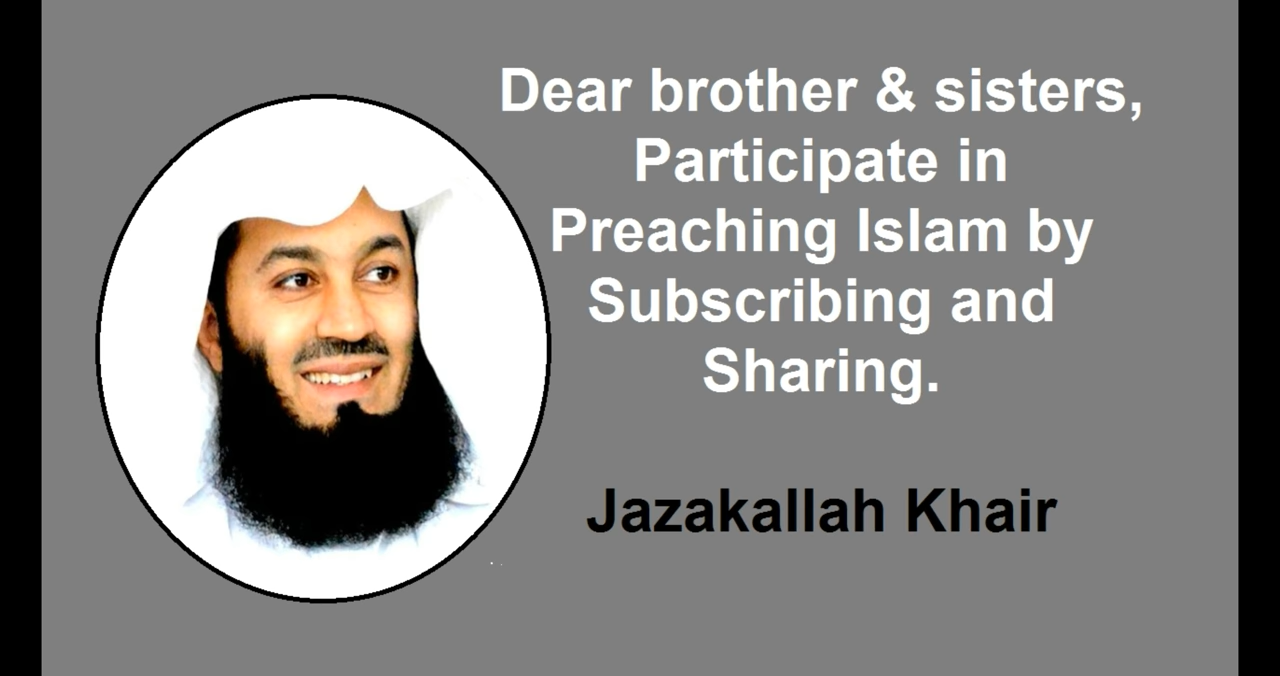 Dear brother & sisters,
Participate in
Preaching Islam by
Subscribing and
Sharing.
Jazakallah Khair